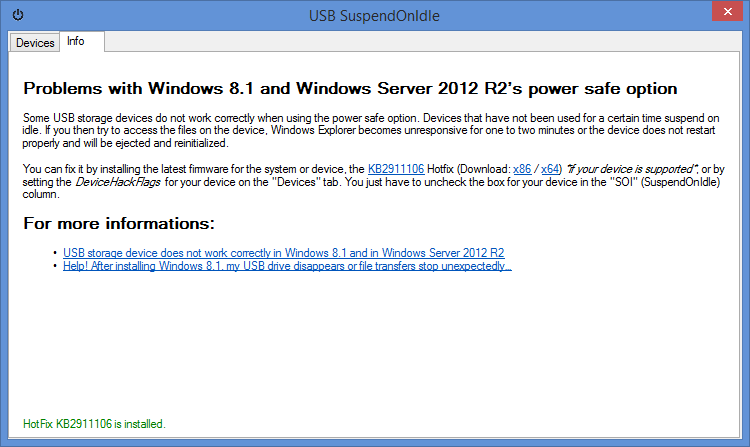 USB SuspendOnIdle
Devices
Info
Problems with Windows 8.1 and Windows Server 2012 R2's power safe option
Some USB storage devices do not work correctly when using the power safe option. Devices that have not been used for a certain time suspend on
idle. If you then try to access the files on the device, Windows Explorer becomes unresponsive for one to two minutes or the device does not restart
properly and will be ejected and reinitialized.
You can fix it by installing the latest firmware for the system or device, the KB2911106 Hotfix (Download: x86 / x64) *if your device is supported*, or by
setting the DeviceHackFlags for your device on the "Devices" tab. You just have to uncheck the box for your device in the "SOI" (SuspendOnIdle)
column.
For more informations:
• USB storage device does not work correctly in Windows 8.1 and in Windows Server 2012 R2
• Help! After installing Windows 8.1, my USB drive disappears or file transfers stop unexpectedly...
HotFix KB2911106 is installed.